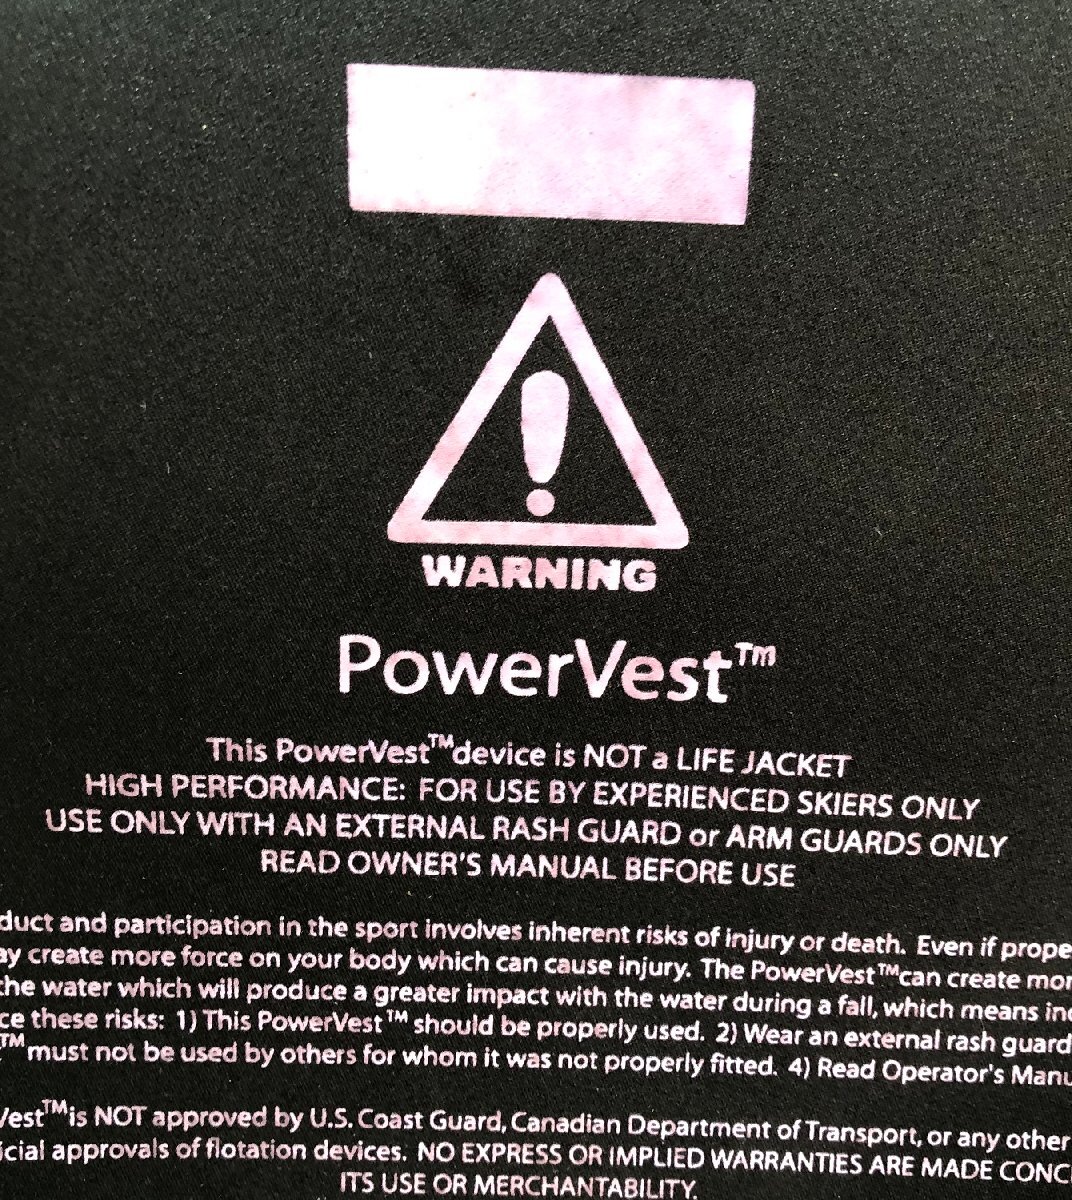 WARNING
PowerVest™
This PowerVest™device is NOT a LIFE JACKET
HIGH PERFORMANCE: FOR USE BY EXPERIENCED SKIERS ONLY
USE ONLY WITH AN EXTERNAL RASH GUARD or ARM GUARDS ONLY
READ OWNER'S MANUAL BEFORE USE
duct and participation in the sport involves inherent risks of injury or death. Even if prope
ay create more force on your body which can cause injury. The PowerVest™can create mor
the water which will produce a greater impact with the water during a fall, which means inc
ce these risks: 1) This PowerVest™ should be properly used. 2) Wear an external rash guard
™ must not be used by others for whom it was not properly fitted. 4) Read Operator's Manu
Vest™is NOT approved by U.S. Coast Guard, Canadian Department of Transport, or any other
icial approvals of flotation devices. NO EXPRESS OR IMPLIED WARRANTIES ARE MADE CONC
ITS USE OR MERCHANTABILITY.